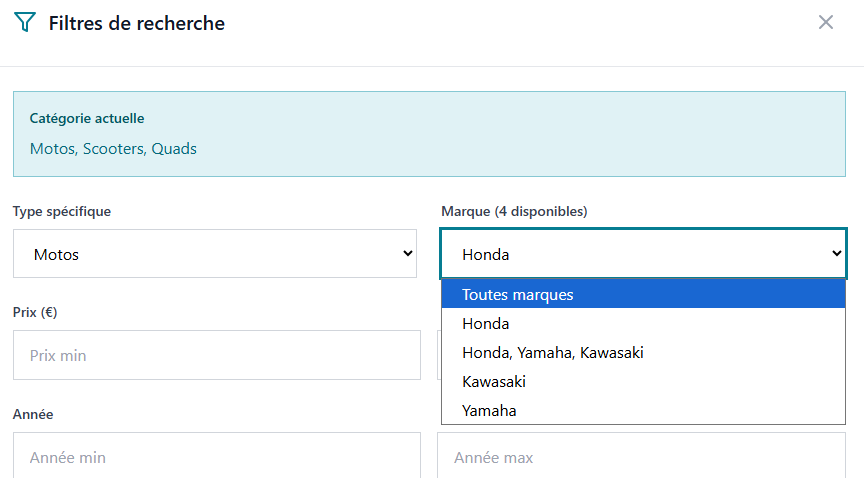 Filtres de recherche
Catégorie actuelle
Motos, Scooters, Quads
Type spécifique
Marque (4 disponibles)
Motos
Honda
Toutes marques
Honda
Honda, Yamaha, Kawasaki
Kawasaki
Yamaha
Prix (€)
Prix min
Année
Année min
Année max